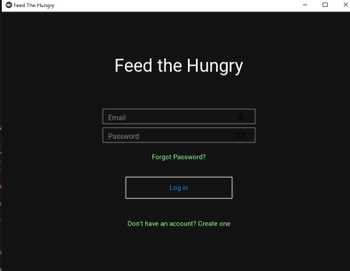 Feed The Hungry
Feed the Hungry
Email
Password
Forgot Password?
Log in
Don't have an account? Create one